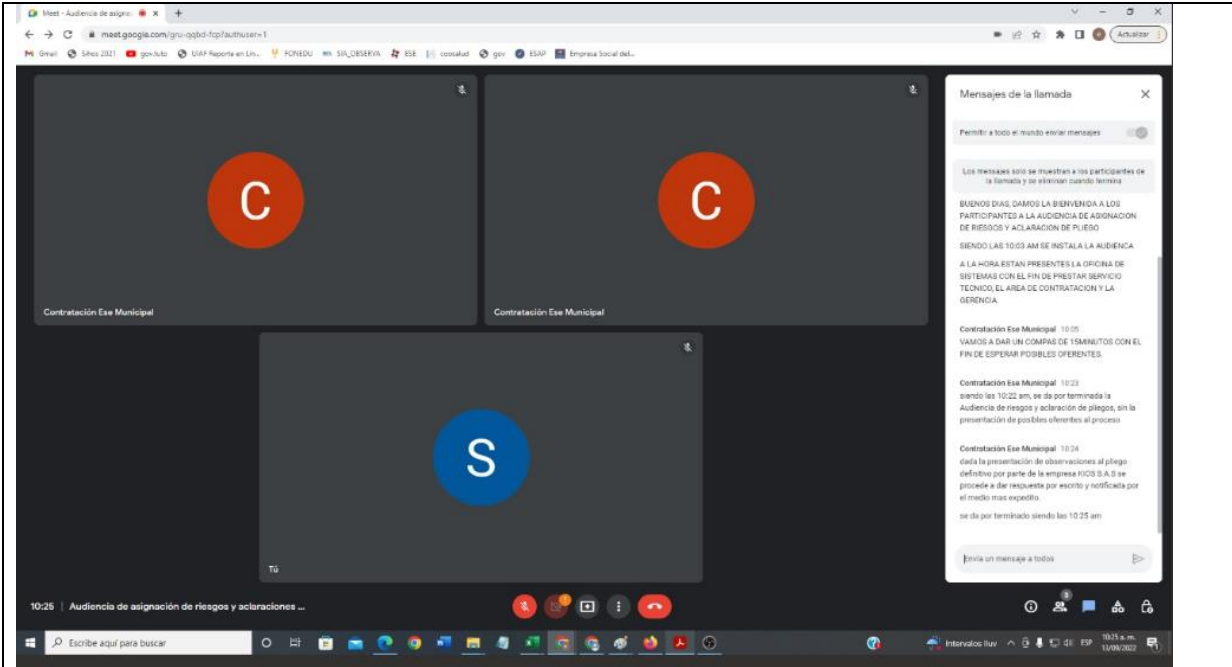 Meet - Audiencia de asigna
meet.google.com/gru-qqbd-fcp?authuser=1
Actualizar
Gmail
Sihos 2021
gov.tuto
UIAF Reporte en Lín...
FONEDU
SIA_OBSERVA
ESE
coosalud
gov
ESAP
Empresa Social del...
C
Contratación Ese Municipal
C
Contratación Ese Municipal
S
Tú
Mensajes de la llamada
Permitir a todo el mundo enviar mensajes
Los mensajes solo se muestran a los participantes de
la llamada y se eliminan cuando termina
BUENOS DIAS, DAMOS LA BIENVENIDA A LOS
PARTICIPANTES A LA AUDIENCIA DE ASIGNACION
DE RIESGOS Y ACLARACION DE PLIEGO
SIENDO LAS 10:03 AM SE INSTALA LA AUDIENCA
A LA HORA ESTAN PRESENTES LA OFICINA DE
SISTEMAS CON EL FIN DE PRESTAR SERVICIO
TECNICO, EL AREA DE CONTRATACION Y LA
GERENCIA.
Contratación Ese Municipal 10:05
VAMOS A DAR UN COMPAS DE 15MINUTOS CON EL
FIN DE ESPERAR POSIBLES OFERENTES.
Contratación Ese Municipal 10:23
siendo las 10:22 am, se da por terminada la
Audiencia de riesgos y aclaración de pliegos, sin la
presentación de posibles oferentes al proceso
Contratación Ese Municipal 10:24
dada la presentación de observaciones al pliego
definitivo por parte de la empresa KIOS S.A.S se
procede a dar respuesta por escrito y notificada por
el medio mas expedito.
se da por terminado siendo las 10:25 am
Envía un mensaje a todos
10:25 | Audiencia de asignación de riesgos y aclaraciones ...
3
Escribe aquí para buscar
Intervalos lluv
ESP
10:25 a. m.
13/09/2022